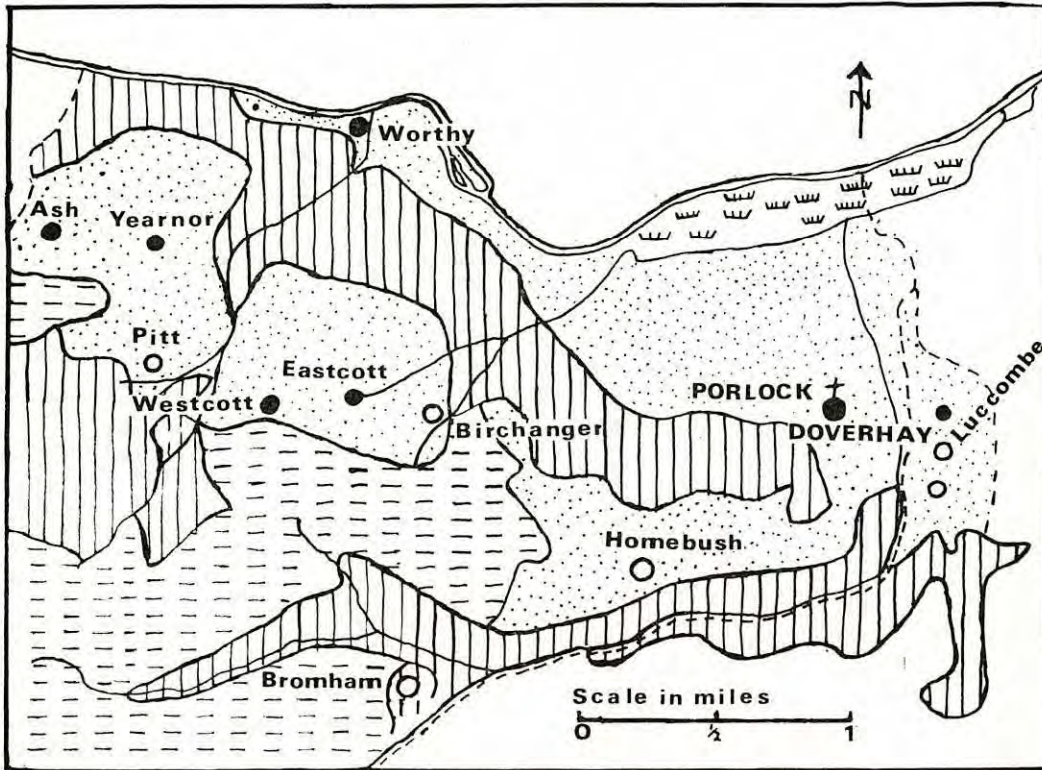 N
Worthy
Ash
Yearnor
Pitt
Eastcott
Westcott
Birchanger
PORLOCK
DOVERHAY
Luccombe
Homebush
Bromham
Scale in miles
0 ½ 1